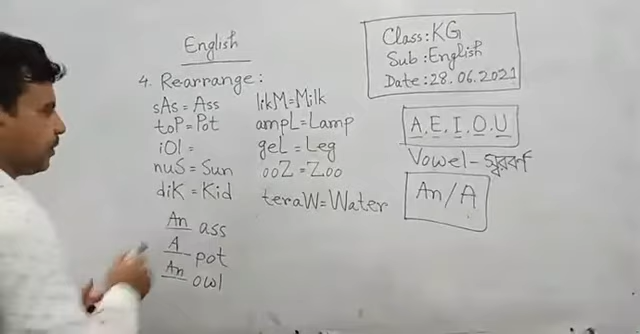 English
4. Rearrange:
sAs = Ass
toP = Pot
iOl =
nuS = Sun
diK = Kid
likM = Milk
ampL = Lamp
geL = Leg
ooZ = Zoo
teraW = Water
An ass
A pot
An owl
Class: KG
Sub: English
Date: 28.06.2021
A.E.I.O.U
Vowel - স্বরবর্ণ
An/A